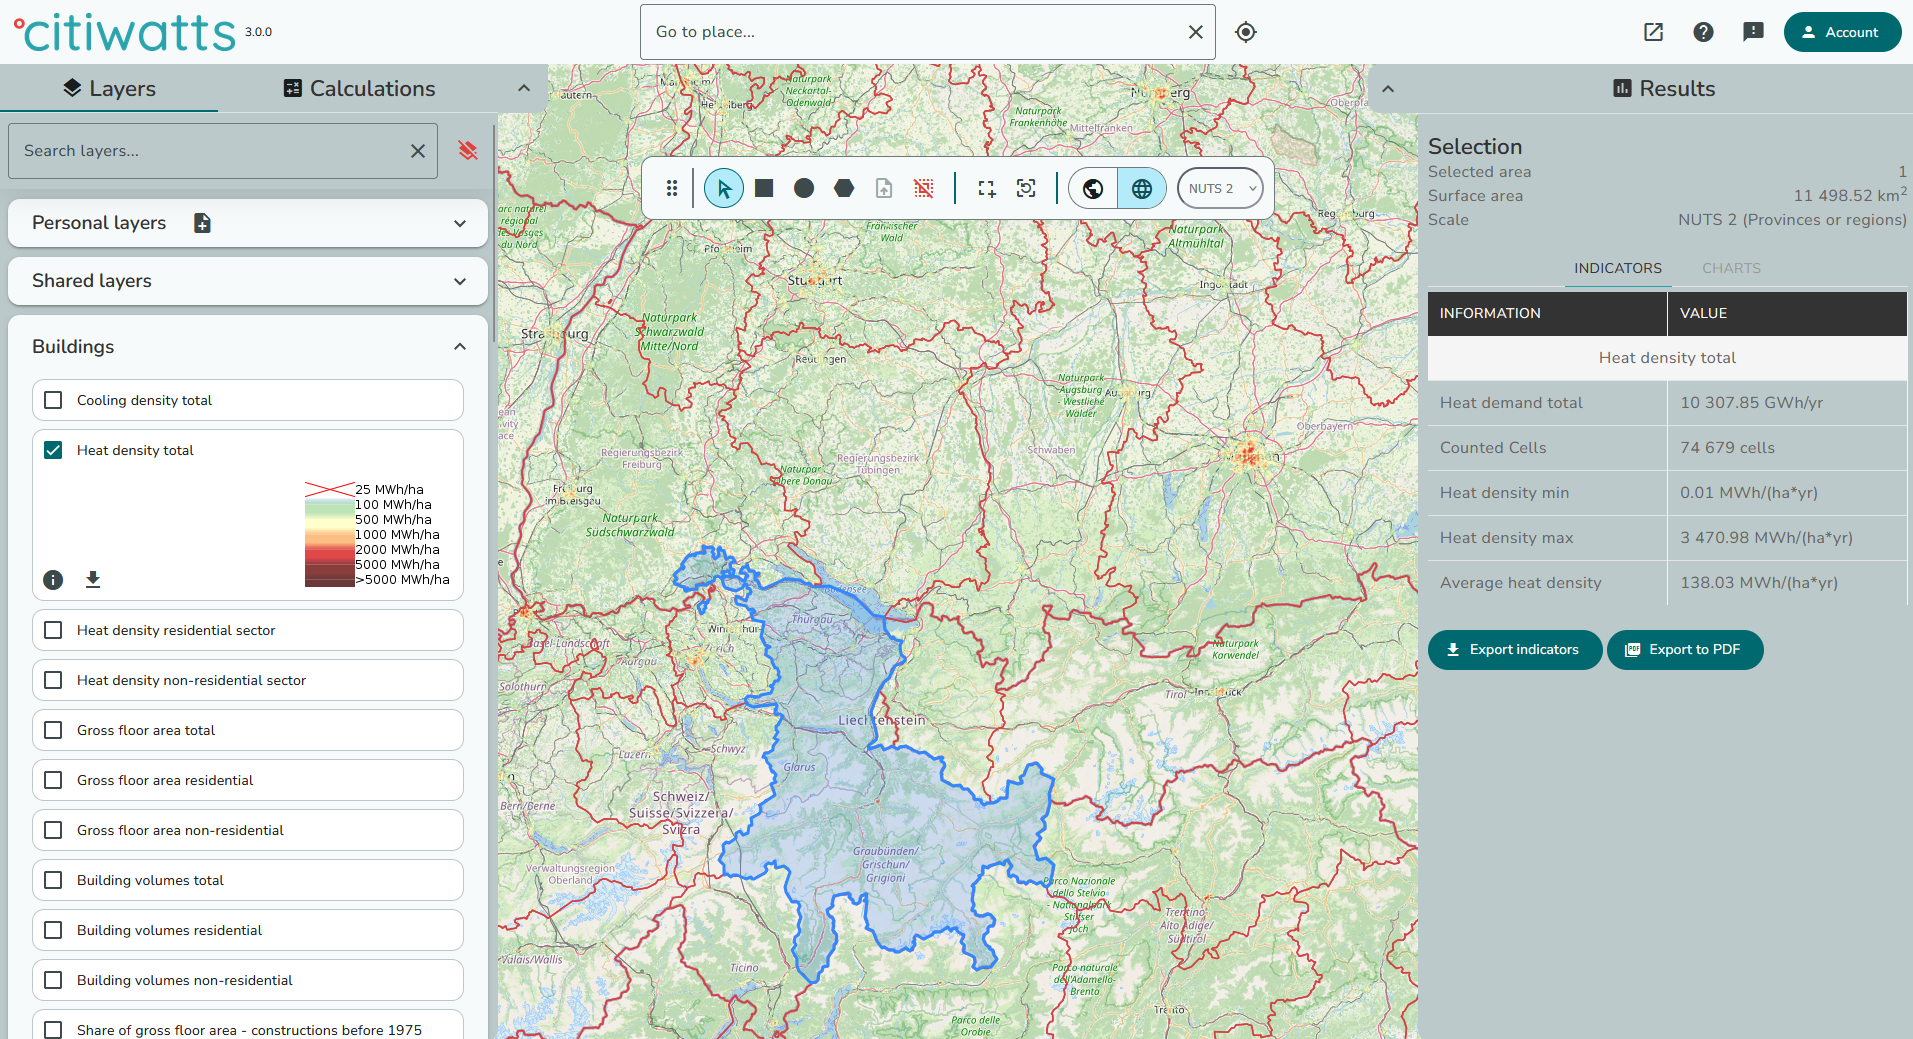 citiwatts 3.0.0
Go to place...
Account
Layers
Calculations
Results
Search layers...
Personal layers
Shared layers
Buildings
Cooling density total
Heat density total
25 MWh/ha
100 MWh/ha
500 MWh/ha
1000 MWh/ha
2000 MWh/ha
5000 MWh/ha
>5000 MWh/ha
Heat density residential sector
Heat density non-residential sector
Gross floor area total
Gross floor area residential
Gross floor area non-residential
Building volumes total
Building volumes residential
Building volumes non-residential
Share of gross floor area - constructions before 1975
NUTS 2
Naturpark
Neckartal-
Odenwald
Naturpark
Frankenhöhe
Mittelfranken
Fränkischer
Wald
Naturpark
Altmühltal
Pforzheim
Stuttgart
Ingolstadt
Naturpark
Schwarzwald
Mitte/Nord
Strasbourg
Reutlingen
Naturpark
Augsburg
- Westliche
Wälder
Augsburg
Oberbayern
Regierungsbezirk
Freiburg
Regierungsbezirk
Tübingen
Schwaben
Freiburg
im Breisgau
Obere Donau
Naturpark
Südschwarzwald
Bodensee
Thurgau
Winterthur
Zürich
Basel-Landschaft
Aargau
Solothurn
Naturpark
Karwendel
Tirol
Innsbruck
Liechtenstein
Luzern
Schwyz
Glarus
Schweiz/
Suisse/Svizzera/
Svizra
Bern/Berne
Graubünden/
Grischun/
Grigioni
Verwaltungsregion
Oberland
Parco Nazionale
dello Stelvio
- Nationalpark
Stilfser
Joch
Trentino-
Alto Adige/
Südtirol
Valais/Wallis
Ticino
Parco naturale
dell'Adamello-
Brenta
Trento
Parco delle
Orobie
Selection
Selected area 1
Surface area 11 498.52 km²
Scale NUTS 2 (Provinces or regions)
INDICATORS CHARTS
INFORMATION VALUE
Heat density total
Heat demand total 10 307.85 GWh/yr
Counted Cells 74 679 cells
Heat density min 0.01 MWh/(ha*yr)
Heat density max 3 470.98 MWh/(ha*yr)
Average heat density 138.03 MWh/(ha*yr)
Export indicators
Export to PDF